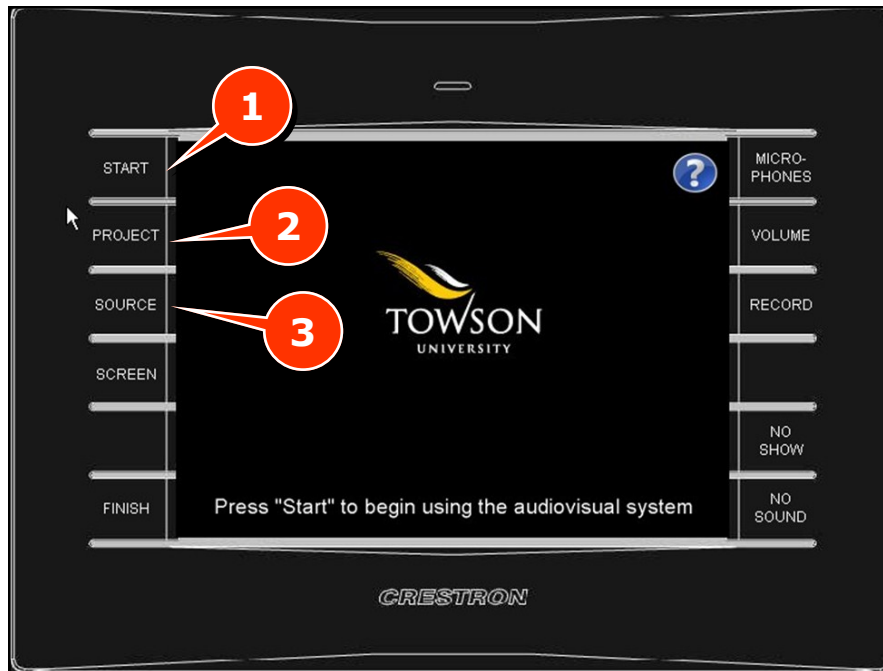 1
START
MICRO-
PHONES
?
2
PROJECT
VOLUME
3
SOURCE
RECORD
TOWSON
UNIVERSITY
SCREEN
NO
SHOW
FINISH
Press "Start" to begin using the audiovisual system
NO
SOUND
CRESTRON